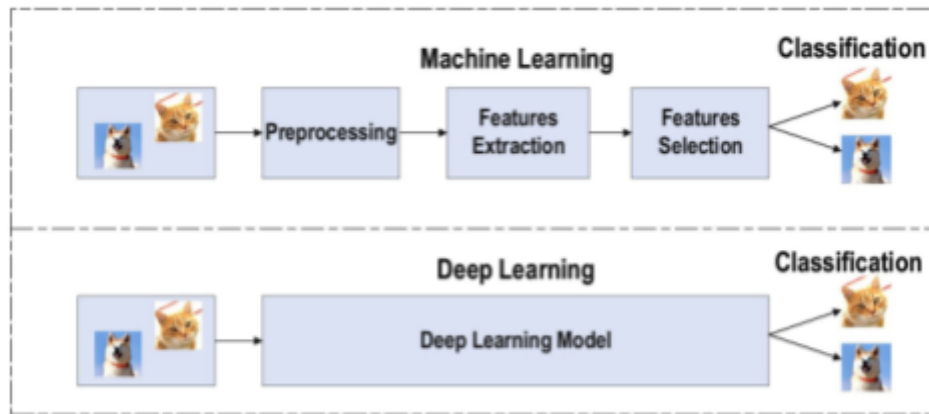 Machine Learning
Classification
Preprocessing
Features
Extraction
Features
Selection
Deep Learning
Classification
Deep Learning Model